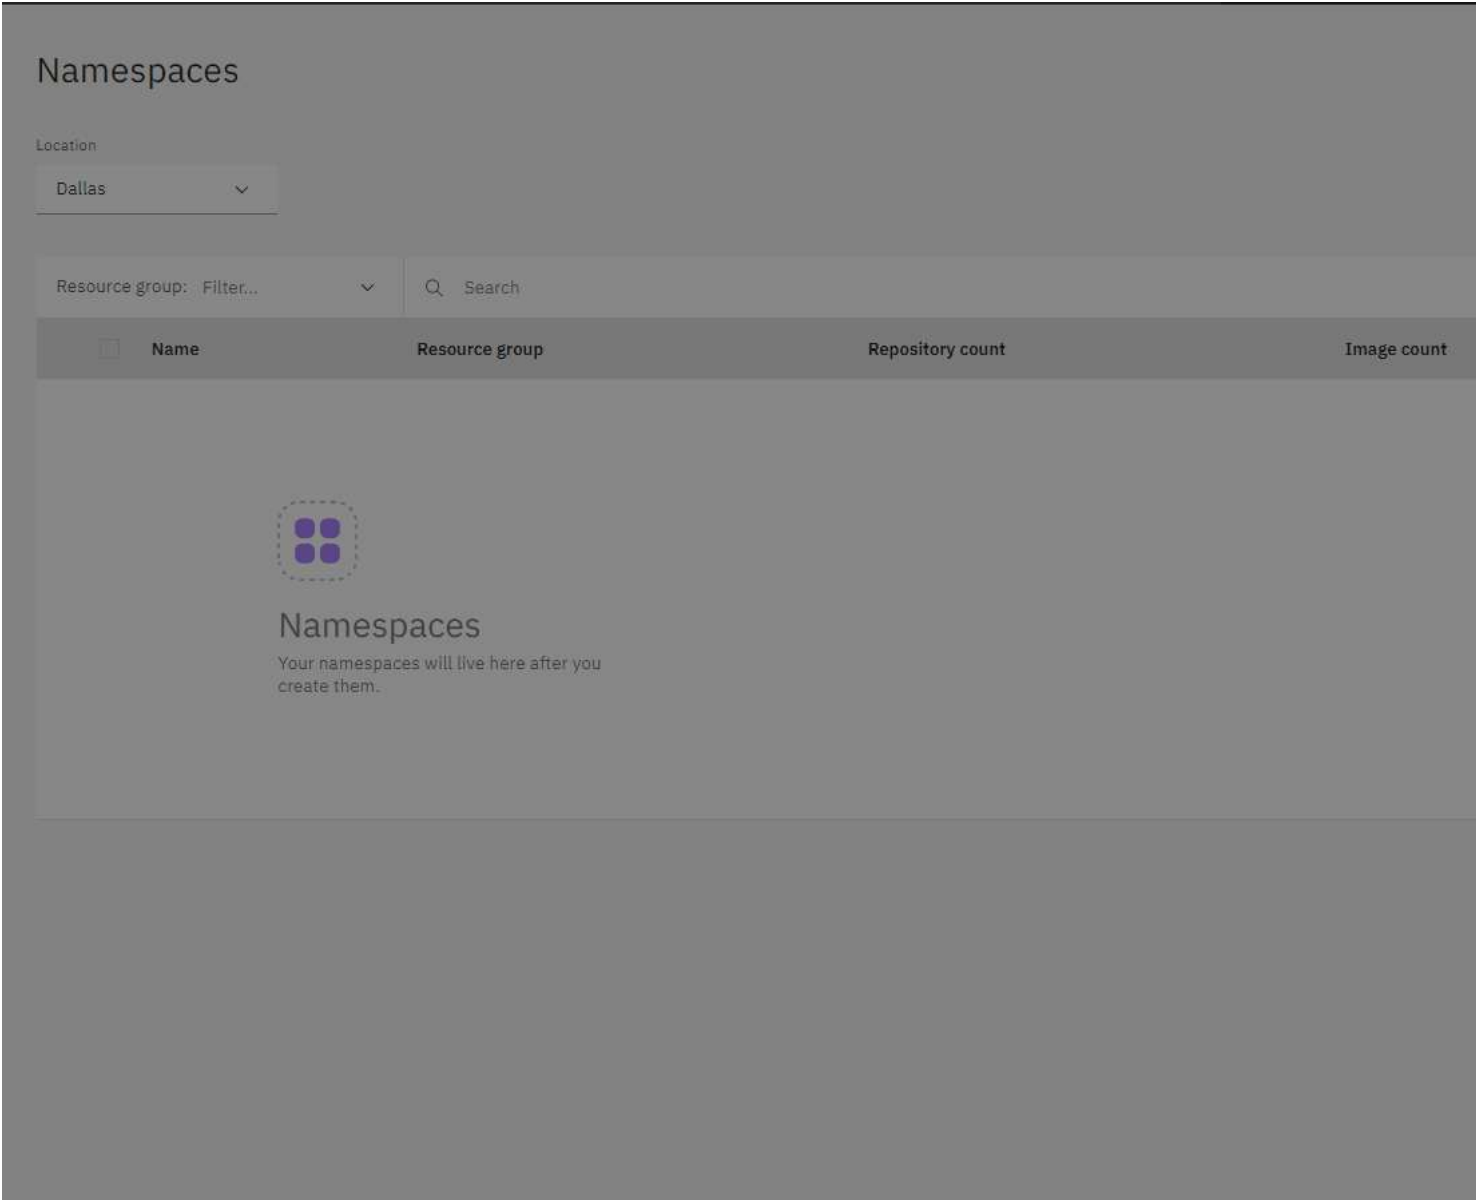 Namespaces
Location
Dallas
Resource group: Filter... Search
Name Resource group Repository count Image count
Namespaces
Your namespaces will live here after you
create them.